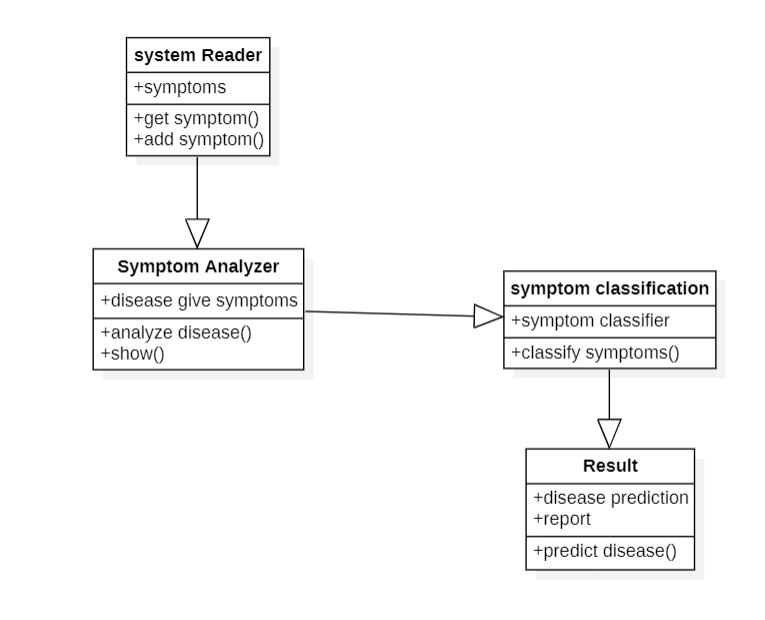 system Reader
+symptoms
+get symptom()
+add symptom()
Symptom Analyzer
+disease give symptoms
+analyze disease()
+show()
symptom classification
+symptom classifier
+classify symptoms()
Result
+disease prediction
+report
+predict disease()